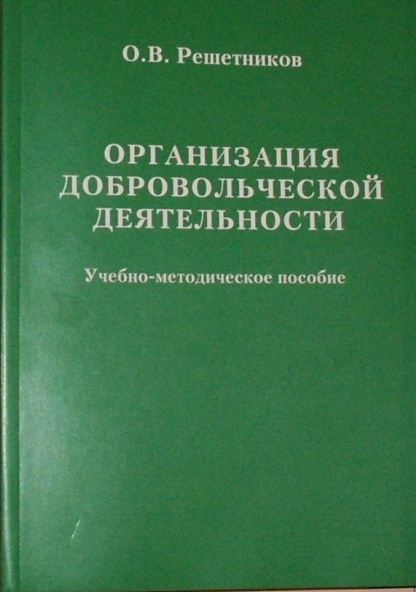 О.В. Решетников
ОРГАНИЗАЦИЯ
ДОБРОВОЛЬЧЕСКОЙ
ДЕЯТЕЛЬНОСТИ
Учебно-методическое пособие